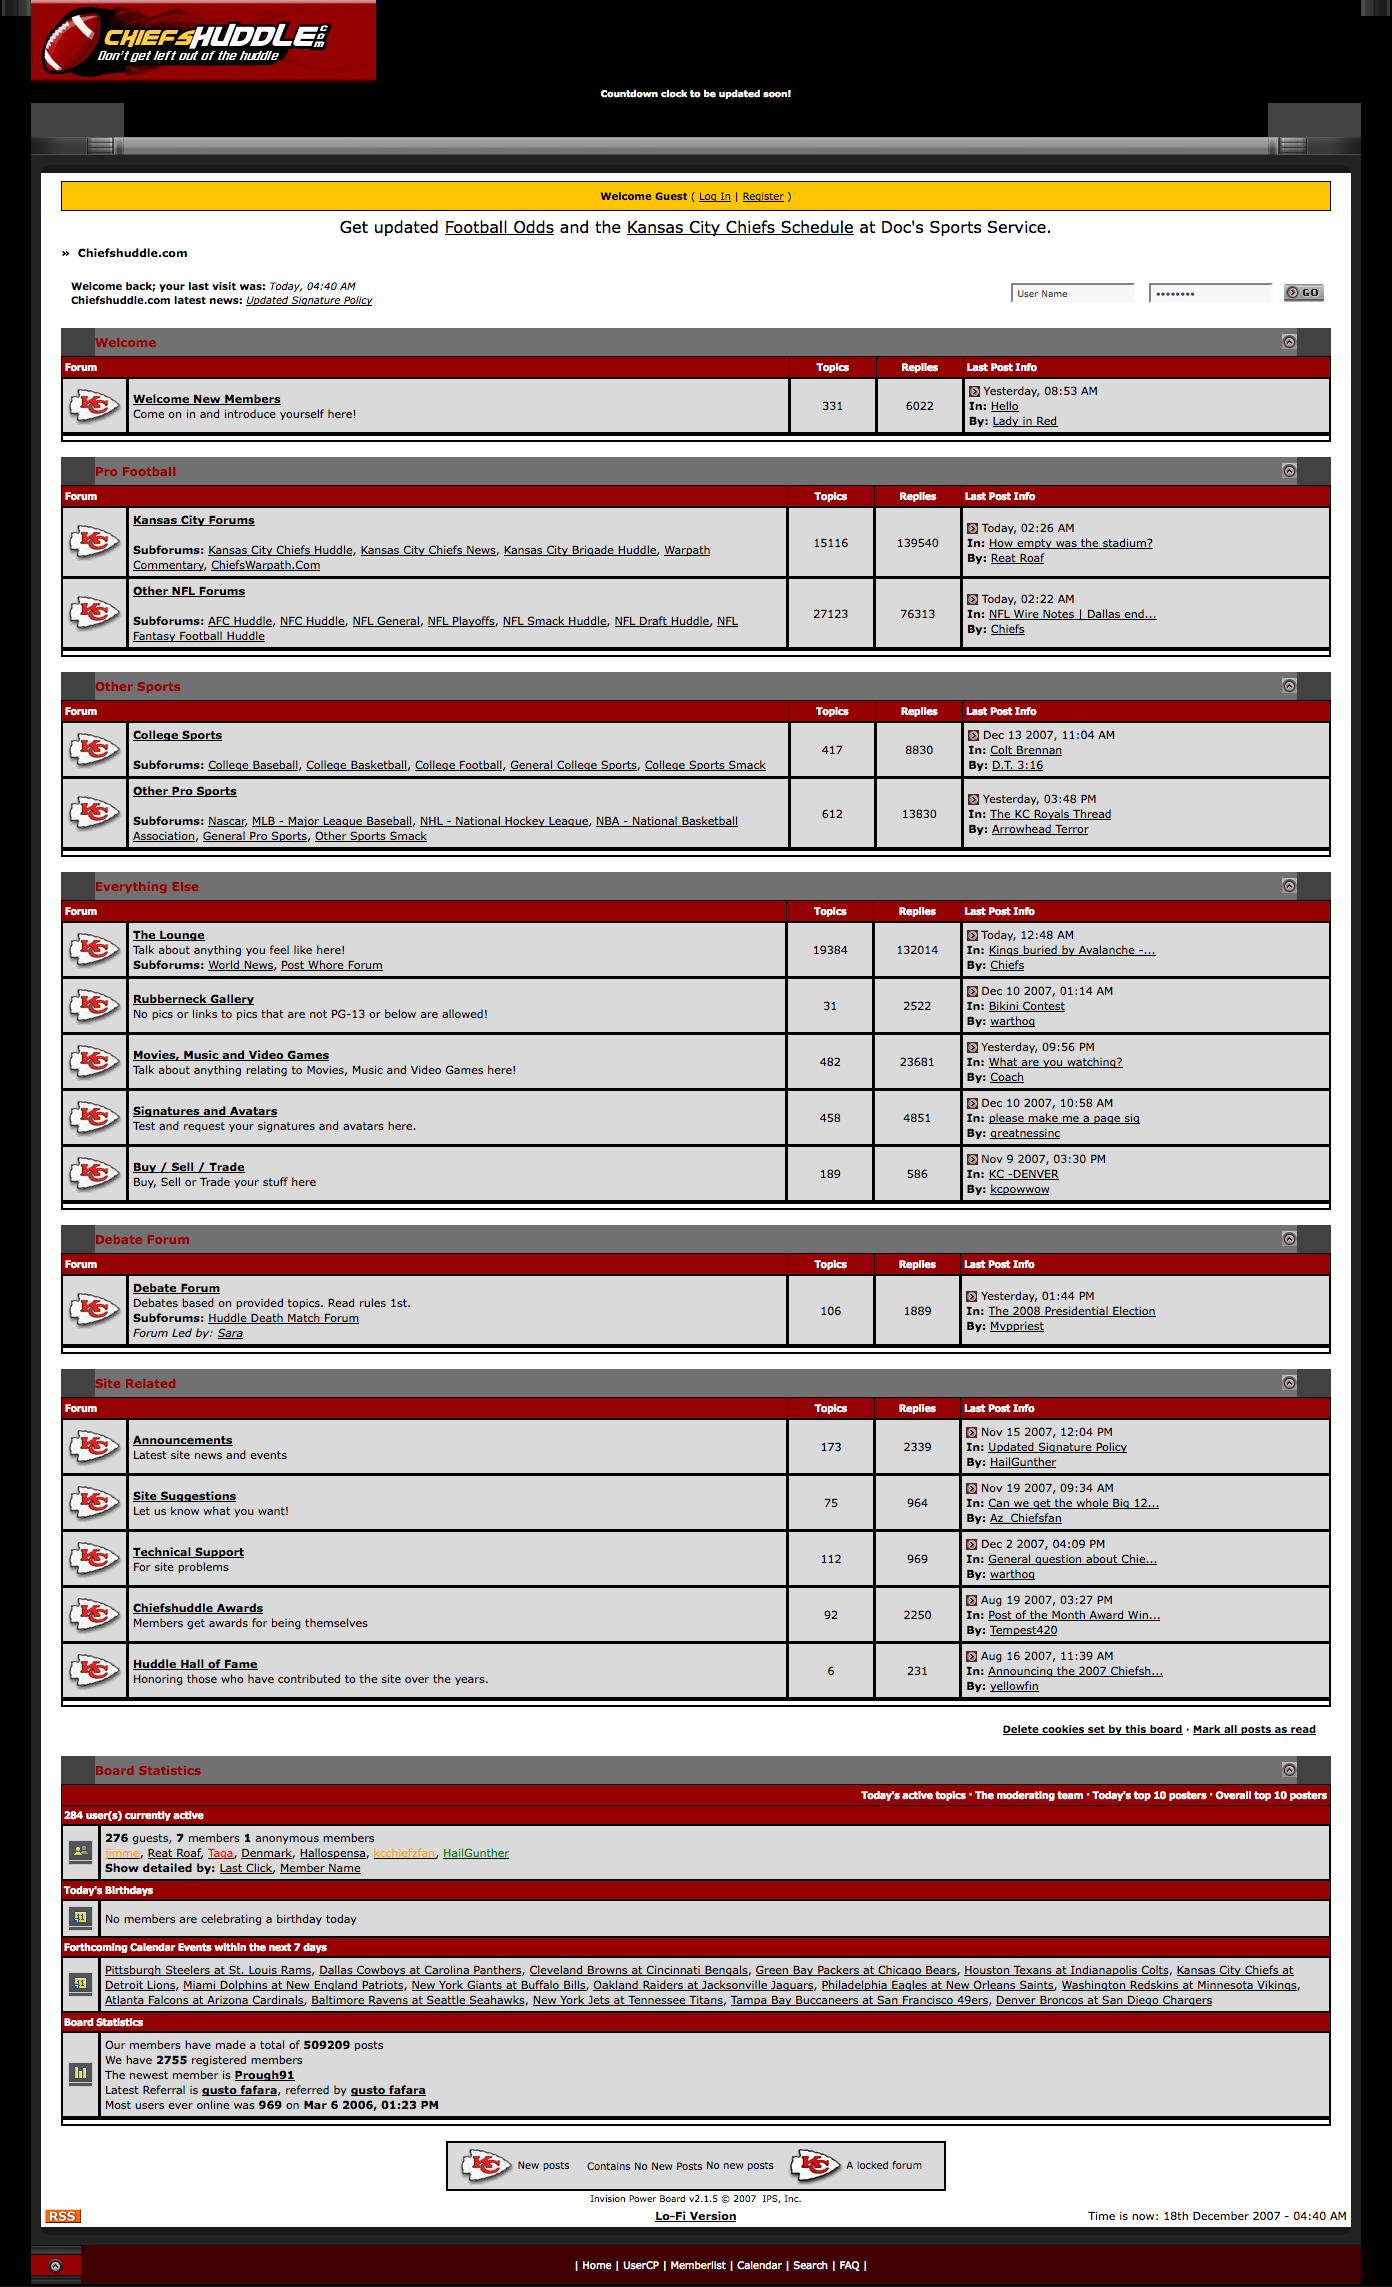 CHIEFSHUDDLE.COM
Don't get left out of the huddle
Countdown clock to be updated soon!
Welcome Guest ( Log In | Register )
Get updated Football Odds and the Kansas City Chiefs Schedule at Doc's Sports Service.
» Chiefshuddle.com
Welcome back; your last visit was: Today, 04:40 AM
Chiefshuddle.com latest news: Updated Signature Policy
User Name
•••••••• GO
Welcome
Forum Topics Replies Last Post Info
Welcome New Members
Come on in and introduce yourself here!
331 6022
Yesterday, 08:53 AM
In: Hello
By: Lady in Red
Pro Football
Forum Topics Replies Last Post Info
Kansas City Forums
Subforums: Kansas City Chiefs Huddle, Kansas City Chiefs News, Kansas City Brigade Huddle, Warpath
Commentary, ChiefsWarpath.Com
15116 139540
Today, 02:26 AM
In: How empty was the stadium?
By: Reat Roaf
Other NFL Forums
Subforums: AFC Huddle, NFC Huddle, NFL General, NFL Playoffs, NFL Smack Huddle, NFL Draft Huddle, NFL
Fantasy Football Huddle
27123 76313
Today, 02:22 AM
In: NFL Wire Notes | Dallas end...
By: Chiefs
Other Sports
Forum Topics Replies Last Post Info
College Sports
Subforums: College Baseball, College Basketball, College Football, General College Sports, College Sports Smack
417 8830
Dec 13 2007, 11:04 AM
In: Colt Brennan
By: D.T. 3:16
Other Pro Sports
Subforums: Nascar, MLB - Major League Baseball, NHL - National Hockey League, NBA - National Basketball
Association, General Pro Sports, Other Sports Smack
612 13830
Yesterday, 03:48 PM
In: The KC Royals Thread
By: Arrowhead Terror
Everything Else
Forum Topics Replies Last Post Info
The Lounge
Talk about anything you feel like here!
Subforums: World News, Post Whore Forum
19384 132014
Today, 12:48 AM
In: Kings buried by Avalanche -...
By: Chiefs
Rubberneck Gallery
No pics or links to pics that are not PG-13 or below are allowed!
31 2522
Dec 10 2007, 01:14 AM
In: Bikini Contest
By: warthog
Movies, Music and Video Games
Talk about anything relating to Movies, Music and Video Games here!
482 23681
Yesterday, 09:56 PM
In: What are you watching?
By: Coach
Signatures and Avatars
Test and request your signatures and avatars here.
458 4851
Dec 10 2007, 10:58 AM
In: please make me a page sig
By: greatnessinc
Buy / Sell / Trade
Buy, Sell or Trade your stuff here
189 586
Nov 9 2007, 03:30 PM
In: KC -DENVER
By: kcpowwow
Debate Forum
Forum Topics Replies Last Post Info
Debate Forum
Debates based on provided topics. Read rules 1st.
Subforums: Huddle Death Match Forum
Forum Led by: Sara
106 1889
Yesterday, 01:44 PM
In: The 2008 Presidential Election
By: Mvppriest
Site Related
Forum Topics Replies Last Post Info
Announcements
Latest site news and events
173 2339
Nov 15 2007, 12:04 PM
In: Updated Signature Policy
By: HailGunther
Site Suggestions
Let us know what you want!
75 964
Nov 19 2007, 09:34 AM
In: Can we get the whole Big 12...
By: Az_Chiefsfan
Technical Support
For site problems
112 969
Dec 2 2007, 04:09 PM
In: General question about Chie...
By: warthog
Chiefshuddle Awards
Members get awards for being themselves
92 2250
Aug 19 2007, 03:27 PM
In: Post of the Month Award Win...
By: Tempest420
Huddle Hall of Fame
Honoring those who have contributed to the site over the years.
6 231
Aug 16 2007, 11:39 AM
In: Announcing the 2007 Chiefsh...
By: yellowfin
Delete cookies set by this board · Mark all posts as read
Board Statistics
Today's active topics · The moderating team · Today's top 10 posters · Overall top 10 posters
284 user(s) currently active
276 guests, 7 members 1 anonymous members
jimme, Reat Roaf, Taga, Denmark, Hallospensa, kcchiefzfan, HailGunther
Show detailed by: Last Click, Member Name
Today's Birthdays
No members are celebrating a birthday today
Forthcoming Calendar Events within the next 7 days
Pittsburgh Steelers at St. Louis Rams, Dallas Cowboys at Carolina Panthers, Cleveland Browns at Cincinnati Bengals, Green Bay Packers at Chicago Bears, Houston Texans at Indianapolis Colts, Kansas City Chiefs at
Detroit Lions, Miami Dolphins at New England Patriots, New York Giants at Buffalo Bills, Oakland Raiders at Jacksonville Jaguars, Philadelphia Eagles at New Orleans Saints, Washington Redskins at Minnesota Vikings,
Atlanta Falcons at Arizona Cardinals, Baltimore Ravens at Seattle Seahawks, New York Jets at Tennessee Titans, Tampa Bay Buccaneers at San Francisco 49ers, Denver Broncos at San Diego Chargers
Board Statistics
Our members have made a total of 509209 posts
We have 2755 registered members
The newest member is Prough91
Latest Referral is gusto fafara, referred by gusto fafara
Most users ever online was 969 on Mar 6 2006, 01:23 PM
New posts Contains No New Posts No new posts A locked forum
Invision Power Board v2.1.5 © 2007 IPS, Inc.
RSS Lo-Fi Version Time is now: 18th December 2007 - 04:40 AM
| Home | UserCP | Memberlist | Calendar | Search | FAQ |